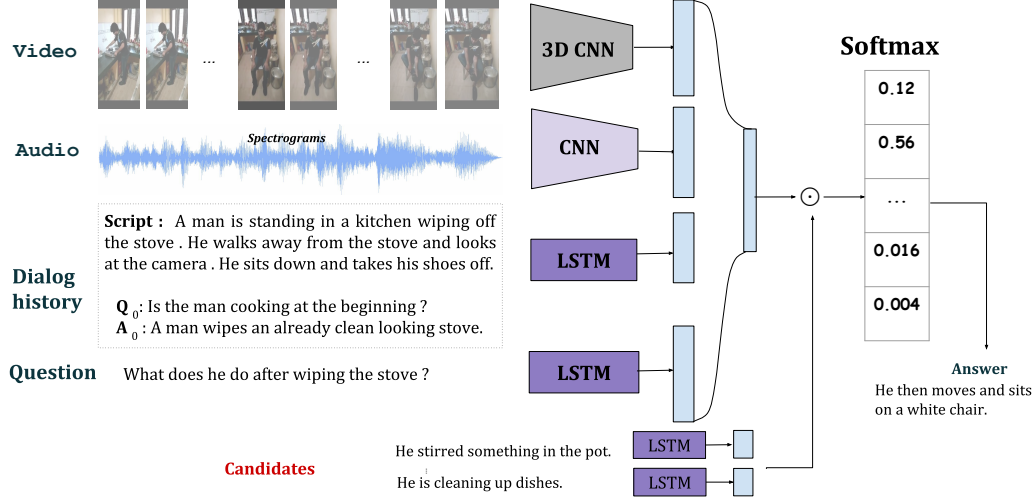 Video
...
...
3D CNN
Softmax
0.12
0.56
...
0.016
0.004
Audio
Spectrograms
CNN
Dialog
history
Script : A man is standing in a kitchen wiping off
the stove . He walks away from the stove and looks
at the camera . He sits down and takes his shoes off.
Q 0: Is the man cooking at the beginning ?
A 0 : A man wipes an already clean looking stove.
LSTM
Question
What does he do after wiping the stove ?
LSTM
Answer
He then moves and sits
on a white chair.
Candidates
He stirred something in the pot.
LSTM
He is cleaning up dishes.
LSTM